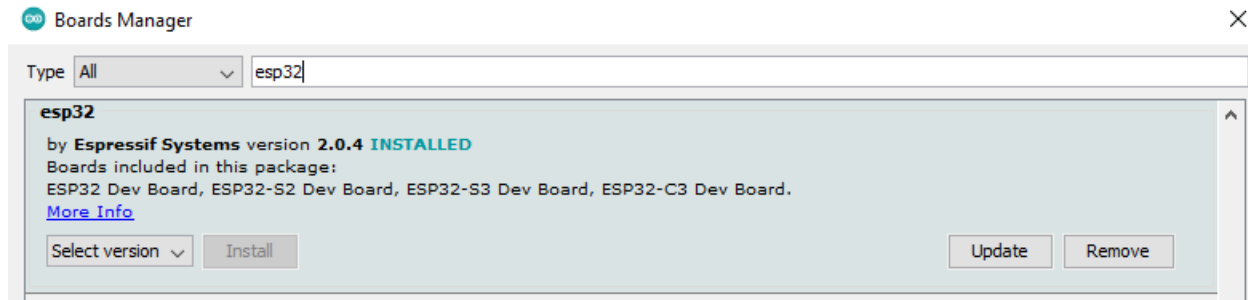 Boards Manager
Type All esp32
esp32
by Espressif Systems version 2.0.4 INSTALLED
Boards included in this package:
ESP32 Dev Board, ESP32-S2 Dev Board, ESP32-S3 Dev Board, ESP32-C3 Dev Board.
More Info
Select version Install Update Remove